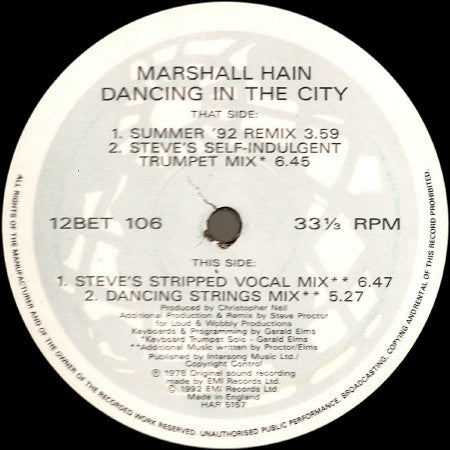 MARSHALL HAIN
DANCING IN THE CITY
THAT SIDE:
1. SUMMER '92 REMIX 3.59
2. STEVE'S SELF-INDULGENT
TRUMPET MIX* 6.45
12BET 106
33⅓ RPM
THIS SIDE:
1. STEVE'S STRIPPED VOCAL MIX** 6.47
2. DANCING STRINGS MIX** 5.27
Produced by Christopher Neil
Additional Production & Remix by Steve Proctor
for Loud & Wobbly Productions
Keyboards & Programming by Gerald Elms
*Keyboard Trumpet Solo - Gerald Elms
**Additional Music written by Proctor/Elms
Published by Intersong Music Ltd./
Copyright Control
℗ 1978 Original sound recording
made by EMI Records Ltd.
© 1992 EMI Records Ltd.
Made in England
HAR 5157
ALL RIGHTS OF THE MANUFACTURER AND OF THE OWNER OF THE RECORDED WORK RESERVED. UNAUTHORISED PUBLIC PERFORMANCE, BROADCASTING, COPYING AND RENTAL OF THIS RECORD PROHIBITED.